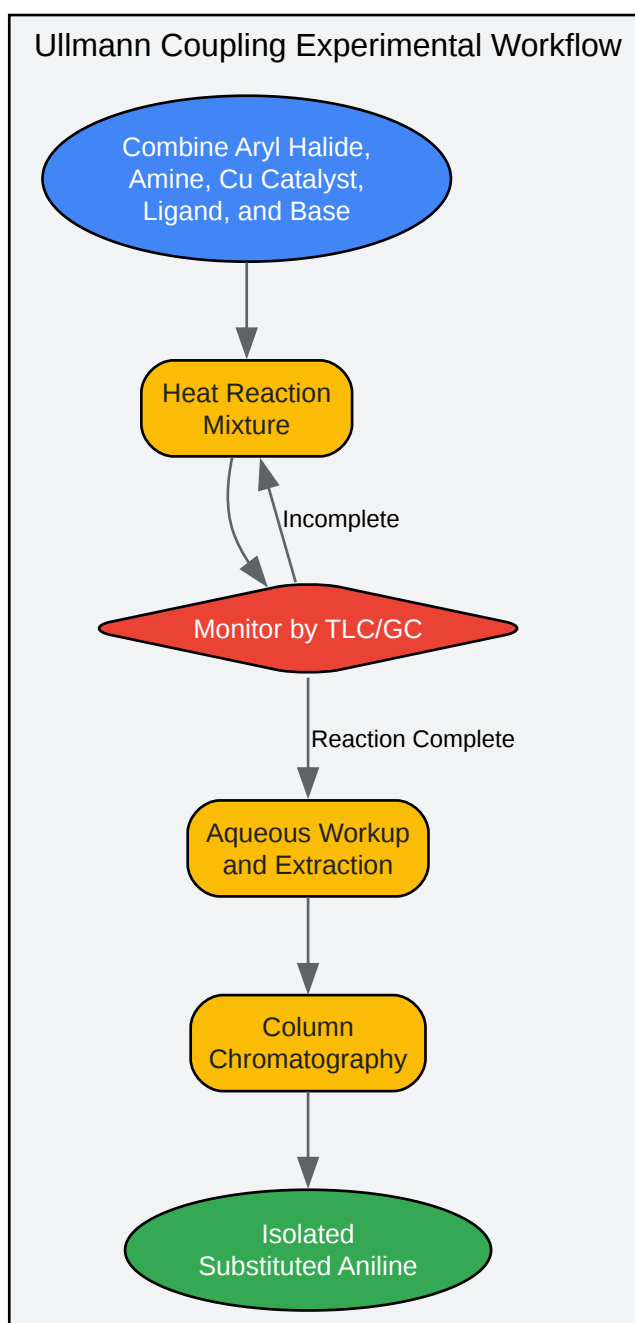 Ullmann Coupling Experimental Workflow
Combine Aryl Halide,
Amine, Cu Catalyst,
Ligand, and Base
Heat Reaction
Mixture
Incomplete
Monitor by TLC/GC
Reaction Complete
Aqueous Workup
and Extraction
Column
Chromatography
Isolated
Substituted Aniline